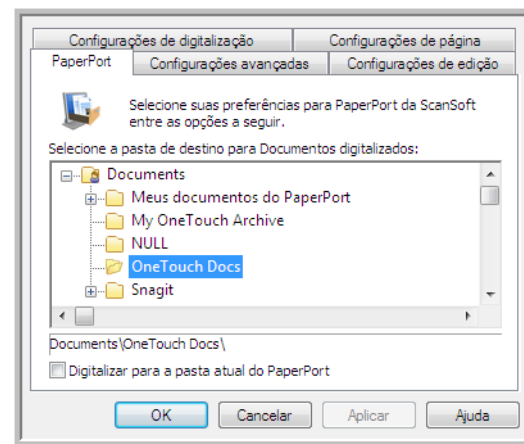 Configurações de digitalização Configurações de página
PaperPort Configurações avançadas Configurações de edição
Selecione suas preferências para PaperPort da ScanSoft
entre as opções a seguir.
Selecione a pasta de destino para Documentos digitalizados:
Documents
Meus documentos do PaperPort
My OneTouch Archive
NULL
OneTouch Docs
Snagit
Documents\OneTouch Docs\
Digitalizar para a pasta atual do PaperPort
OK Cancelar Aplicar Ajuda